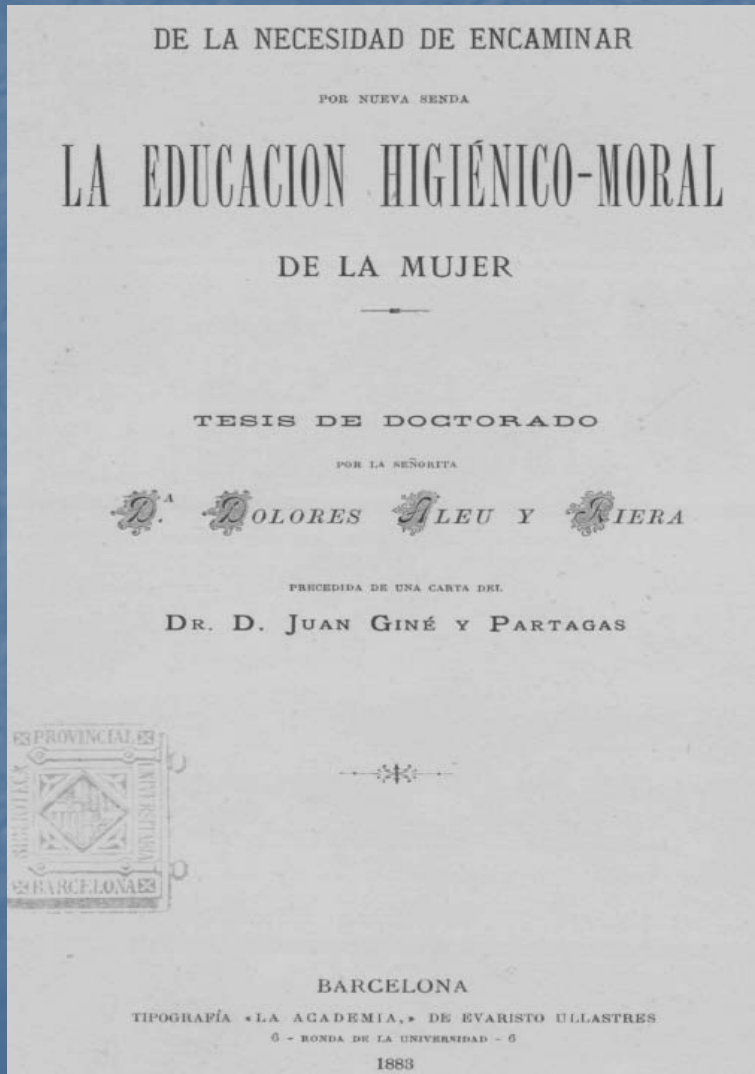 DE LA NECESIDAD DE ENCAMINAR
POR NUEVA SENDA
LA EDUCACION HIGIÉNICO-MORAL
DE LA MUJER
TESIS DE DOCTORADO
POR LA SEÑORITA
D.ª DOLORES ALEU Y RIERA
PRECEDIDA DE UNA CARTA DEL
DR. D. JUAN GINÉ Y PARTAGAS
PROVINCIAL
BIBLIOTECA
UNIVERSITARIA
BARCELONA
BARCELONA
TIPOGRAFÍA «LA ACADEMIA,» DE EVARISTO ULLASTRES
6 - RONDA DE LA UNIVERSIDAD - 6
1883